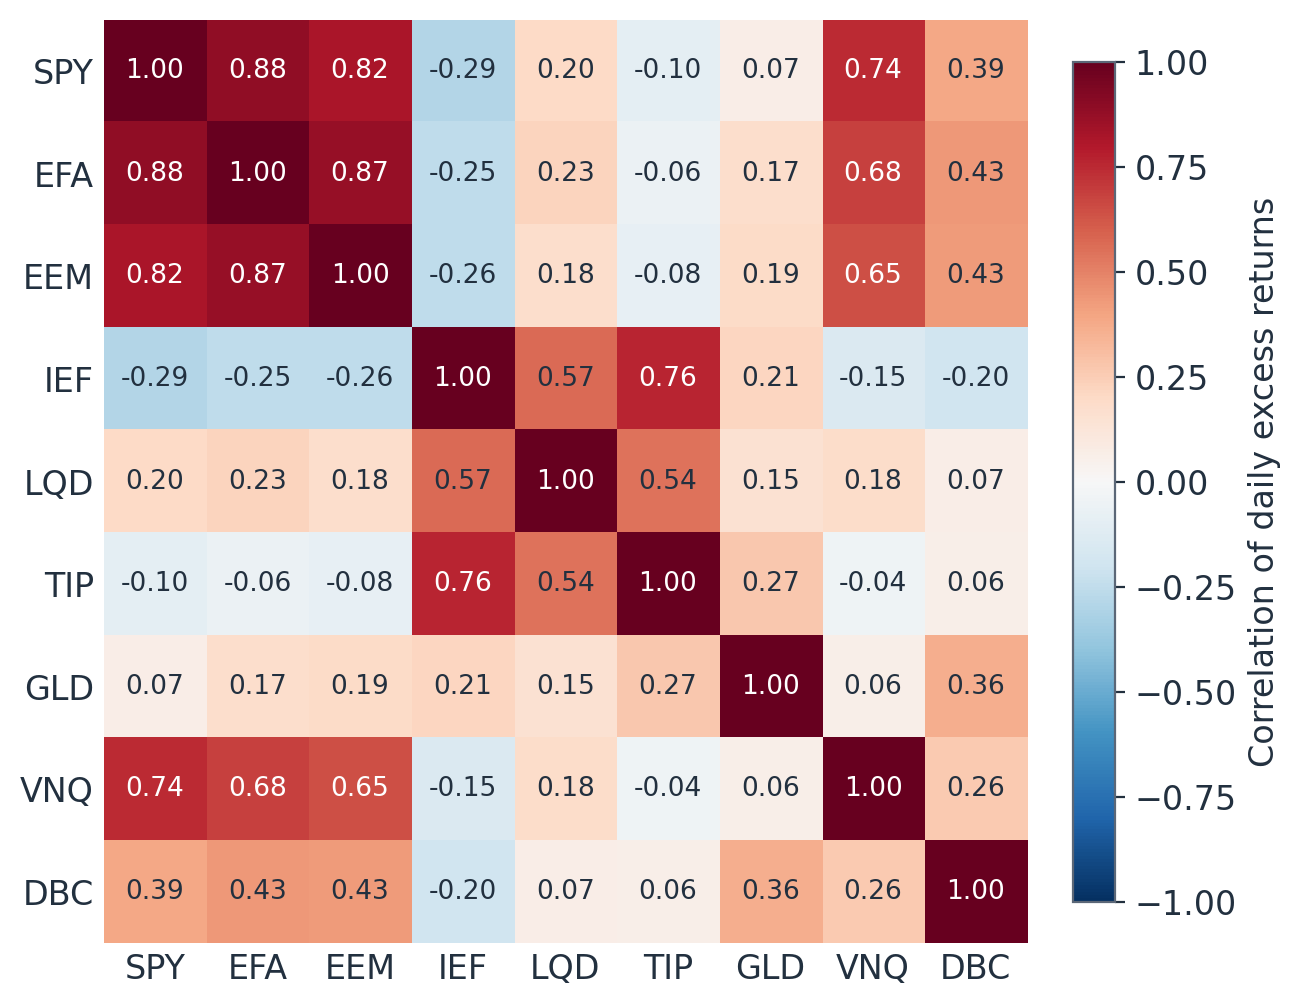 SPY 1.00 0.88 0.82 -0.29 0.20 -0.10 0.07 0.74 0.39
EFA 0.88 1.00 0.87 -0.25 0.23 -0.06 0.17 0.68 0.43
EEM 0.82 0.87 1.00 -0.26 0.18 -0.08 0.19 0.65 0.43
IEF -0.29 -0.25 -0.26 1.00 0.57 0.76 0.21 -0.15 -0.20
LQD 0.20 0.23 0.18 0.57 1.00 0.54 0.15 0.18 0.07
TIP -0.10 -0.06 -0.08 0.76 0.54 1.00 0.27 -0.04 0.06
GLD 0.07 0.17 0.19 0.21 0.15 0.27 1.00 0.06 0.36
VNQ 0.74 0.68 0.65 -0.15 0.18 -0.04 0.06 1.00 0.26
DBC 0.39 0.43 0.43 -0.20 0.07 0.06 0.36 0.26 1.00
SPY EFA EEM IEF LQD TIP GLD VNQ DBC
1.00
0.75
0.50
0.25
0.00
−0.25
−0.50
−0.75
−1.00
Correlation of daily excess returns